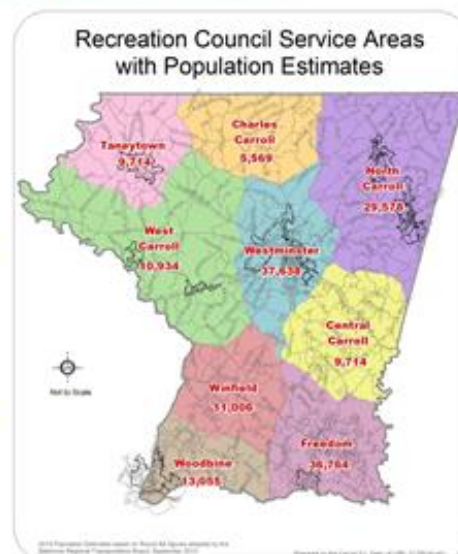 Recreation Council Service Areas
with Population Estimates
Taneytown
9,714
Charles
Carroll
5,569
North
Carroll
29,578
West
Carroll
10,934
Westminster
37,638
Central
Carroll
9,714
Not to Scale
Winfield
11,006
Freedom
36,764
Woodbine
13,055